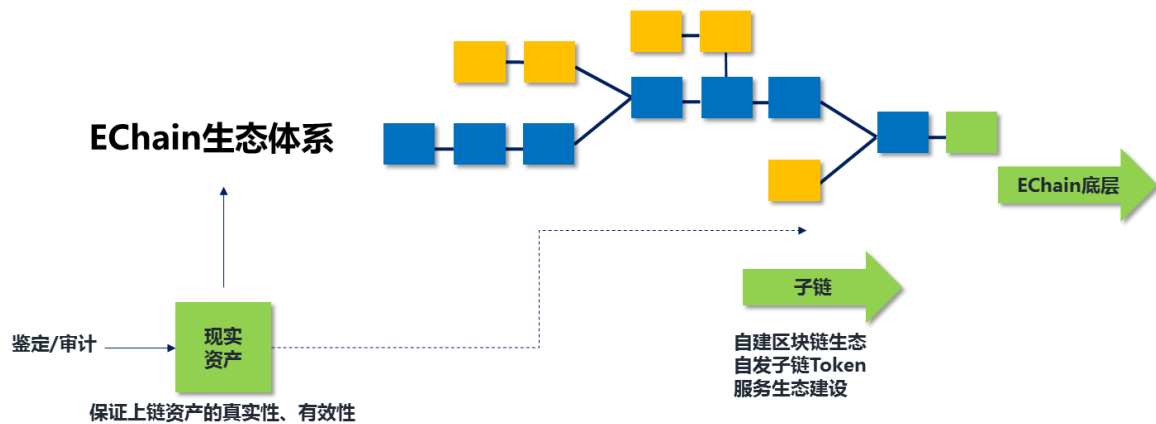 EChain生态体系
EChain底层
子链
自建区块链生态
自发子链Token
服务生态建设
鉴定/审计
现实
资产
保证上链资产的真实性、有效性